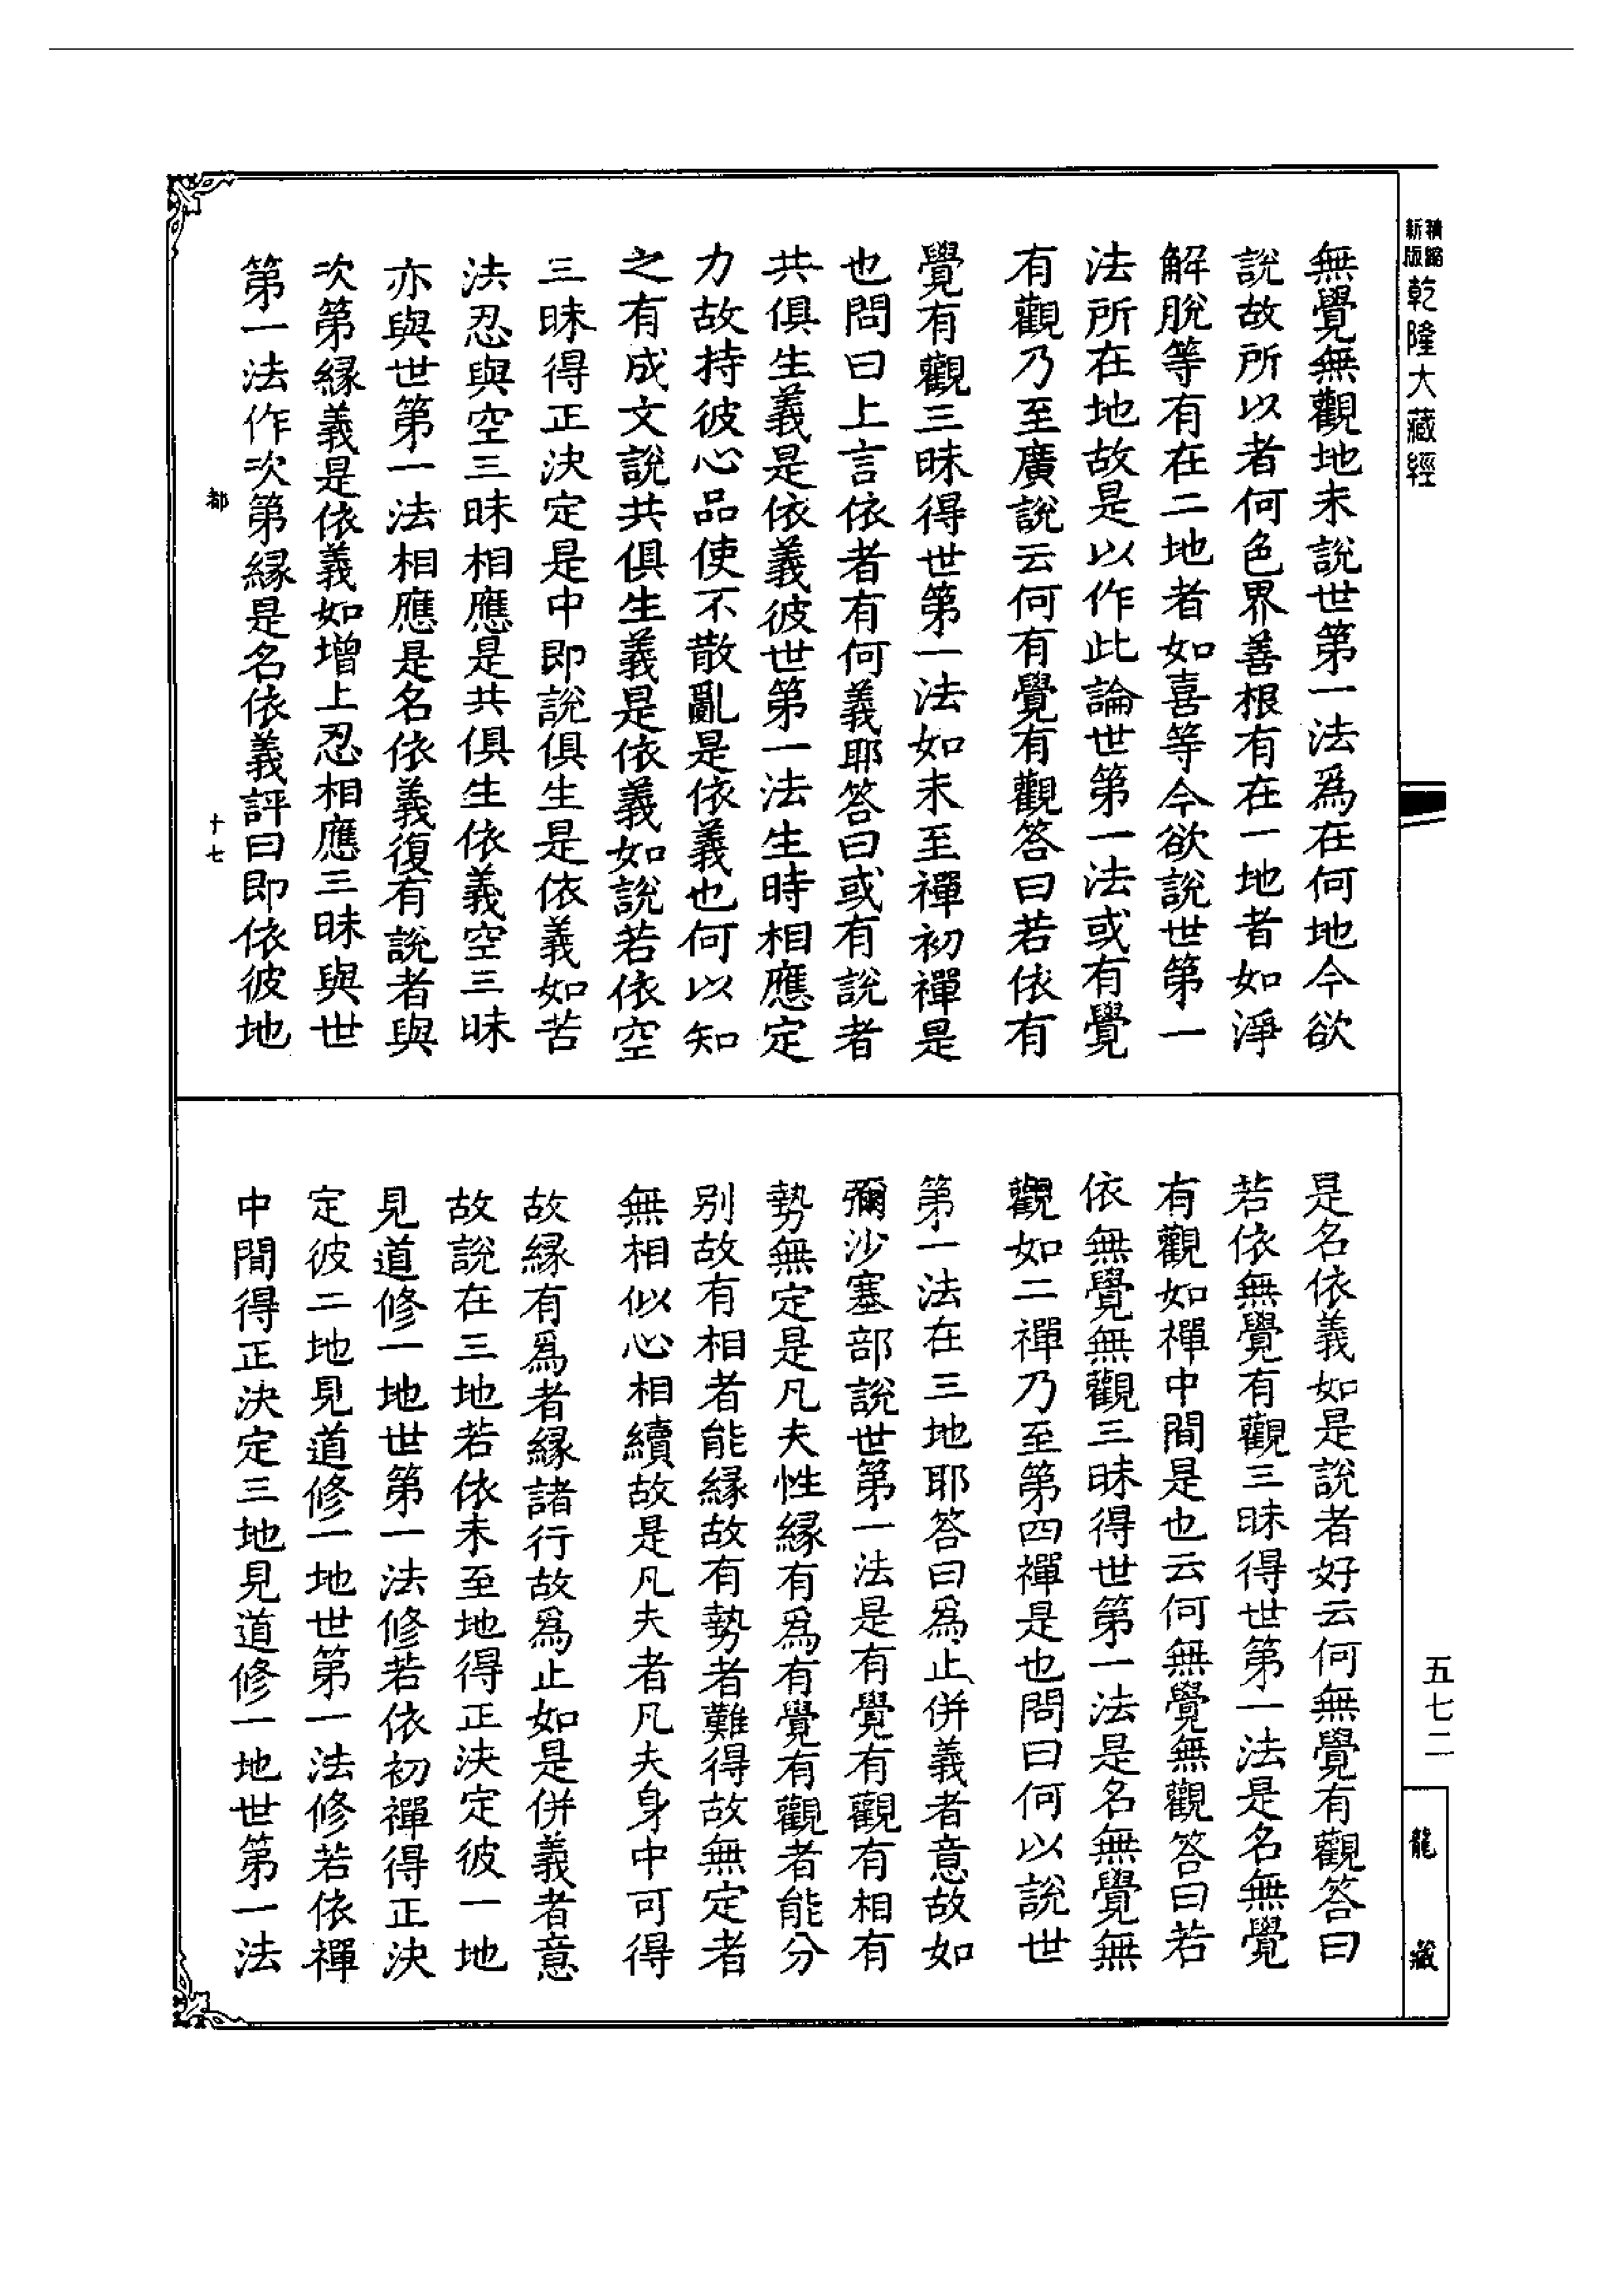 精縮新版乾隆大藏經
無覺無觀地未說世第一法爲在何地今欲
說故所以者何色界善根有在一地者如淨
解脫等有在二地者如喜等今欲說世第一
法所在地故是以作此論世第一法或有覺
有觀乃至廣說云何有覺有觀答曰若依有
覺有觀三昧得世第一法如未至禪初禪是
也問曰上言依者有何義耶答曰或有說者
共俱生義是依義彼世第一法生時相應定
力故持彼心品使不散亂是依義也何以知
之有成文說共俱生義是依義如說若依空
三昧得正決定是中即說俱生是依義如苦
法忍與空三昧相應是共俱生依義空三昧
亦與世第一法相應是名依義復有說者與
次第緣義是依義如增上忍相應三昧與世
第一法作次第緣是名依義評曰即依彼地
都
十七
是名依義如是說者好云何無覺有觀答曰
若依無覺有觀三昧得世第一法是名無覺
有觀如禪中間是也云何無覺無觀答曰若
依無覺無觀三昧得世第一法是名無覺無
觀如二禪乃至第四禪是也問曰何以說世
第一法在三地耶答曰爲止併義者意故如
彌沙塞部說世第一法是有覺有觀有相有
勢無定是凡夫性緣有爲有覺有觀者能分
別故有相者能緣故有勢者難得故無定者
無相似心相續故是凡夫者凡夫身中可得
故緣有爲者緣諸行故爲止如是併義者意
故說在三地若依未至地得正決定彼一地
見道修一地世第一法修若依初禪得正決
定彼二地見道修一地世第一法修若依禪
中間得正決定三地見道修一地世第一法
五七二
龍藏